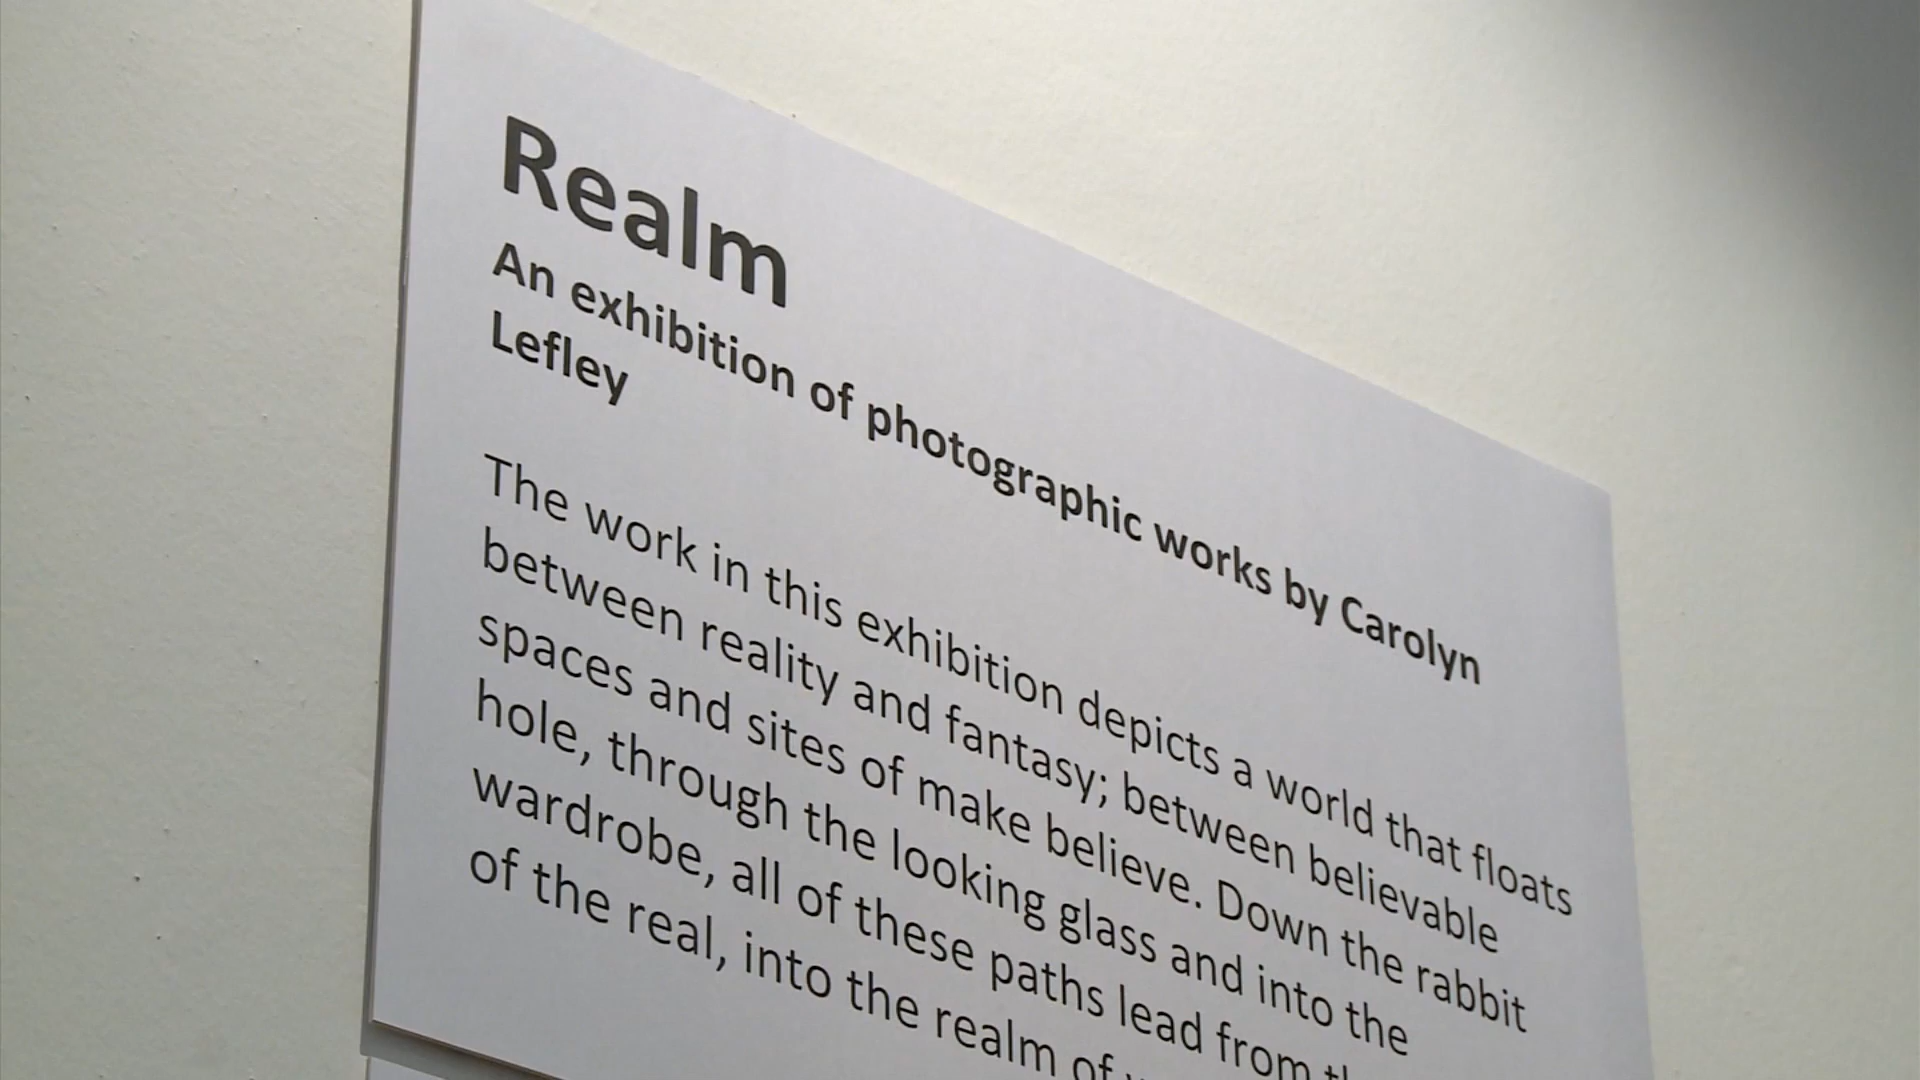 Realm
An exhibition of photographic works by Carolyn
Lefley
The work in this exhibition depicts a world that floats
between reality and fantasy; between believable
spaces and sites of make believe. Down the rabbit
hole, through the looking glass and into the
wardrobe, all of these paths lead from
of the real, into the realm of